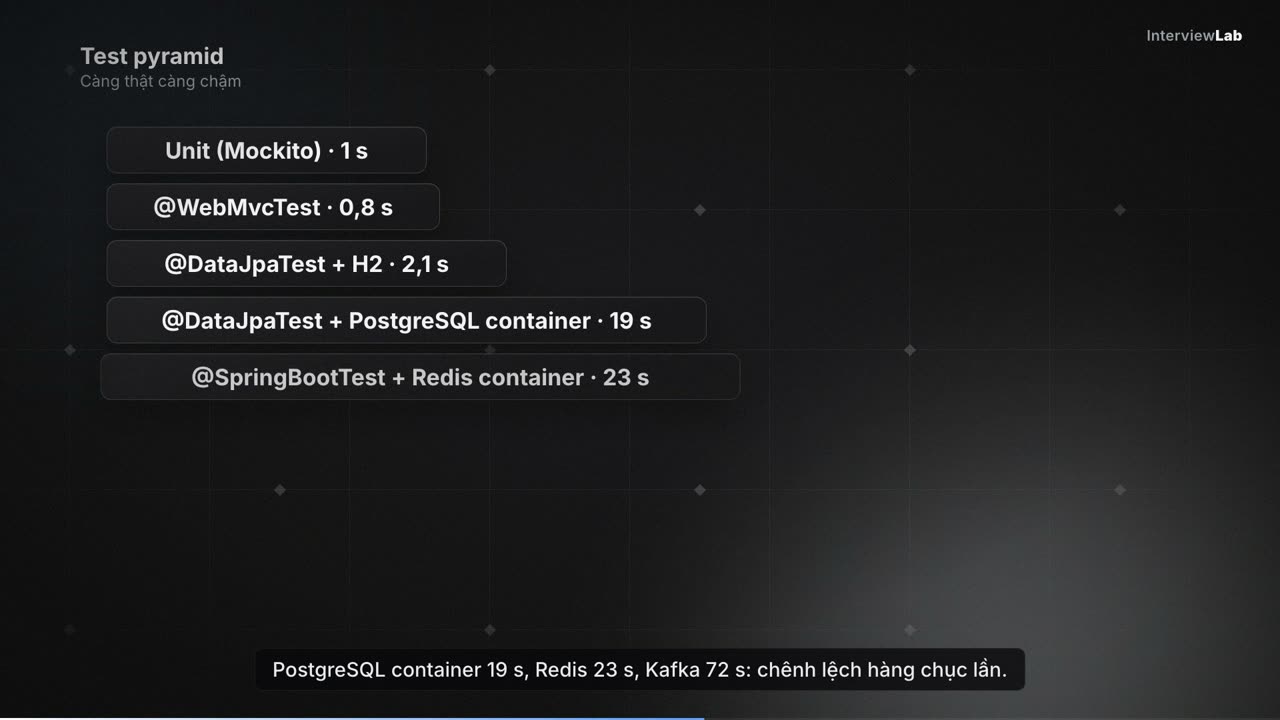 InterviewLab
Test pyramid
Càng thật càng chậm
Unit (Mockito) · 1 s
@WebMvcTest · 0,8 s
@DataJpaTest + H2 · 2,1 s
@DataJpaTest + PostgreSQL container · 19 s
@SpringBootTest + Redis container · 23 s
PostgreSQL container 19 s, Redis 23 s, Kafka 72 s: chênh lệch hàng chục lần.